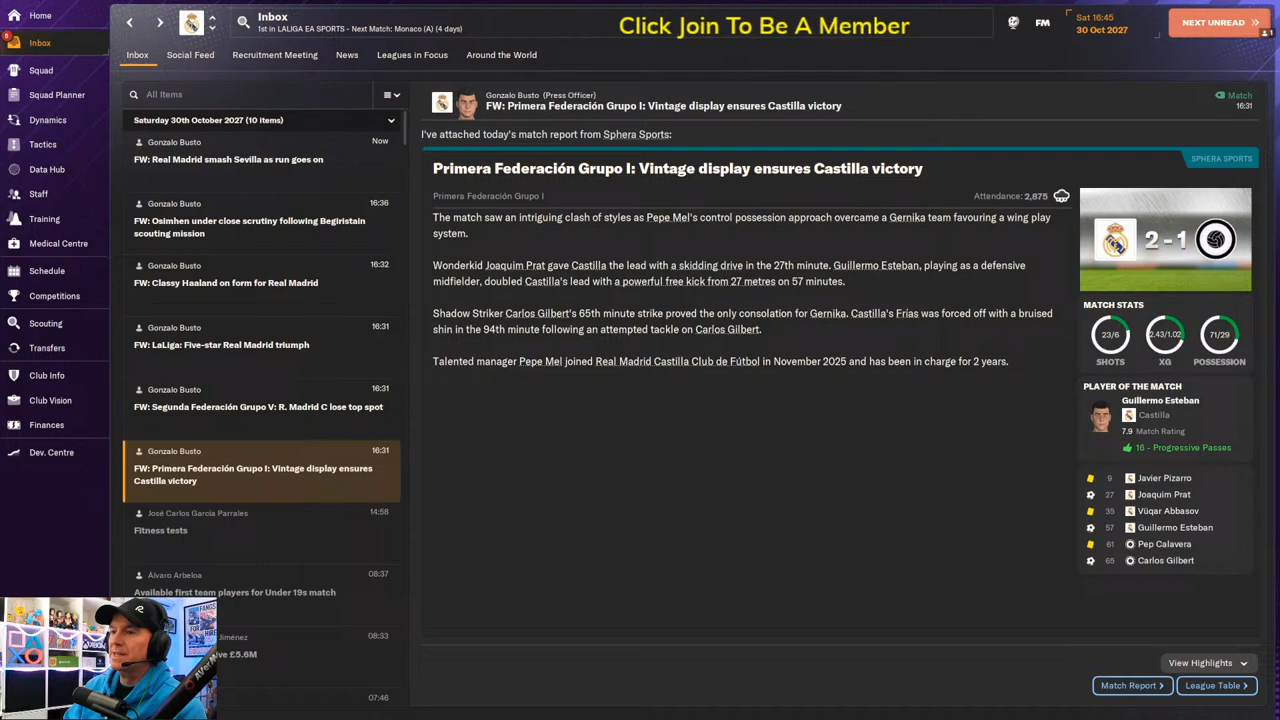 Home
Inbox
Squad
Squad Planner
Dynamics
Tactics
Data Hub
Staff
Training
Medical Centre
Schedule
Competitions
Scouting
Transfers
Club Info
Club Vision
Finances
Dev. Centre
Inbox
1st in LALIGA EA SPORTS - Next Match: Monaco (A) (4 days)
Click Join To Be A Member
FM
Sat 16:45
30 Oct 2027
NEXT UNREAD
Inbox
Social Feed
Recruitment Meeting
News
Leagues in Focus
Around the World
All Items
Saturday 30th October 2027 (10 items)
Gonzalo Busto Now
FW: Real Madrid smash Sevilla as run goes on
Gonzalo Busto 16:36
FW: Osimhen under close scrutiny following Begiristain
scouting mission
Gonzalo Busto 16:32
FW: Classy Haaland on form for Real Madrid
Gonzalo Busto 16:31
FW: LaLiga: Five-star Real Madrid triumph
Gonzalo Busto 16:31
FW: Segunda Federación Grupo V: R. Madrid C lose top spot
Gonzalo Busto 16:31
FW: Primera Federación Grupo I: Vintage display ensures
Castilla victory
José Carlos García Parrales 14:58
Fitness tests
Álvaro Arbeloa 08:37
Available first team players for Under 19s match
Jiménez 08:33
£5.6M
07:46
Gonzalo Busto (Press Officer)
FW: Primera Federación Grupo I: Vintage display ensures Castilla victory
Match
16:31
I've attached today's match report from Sphera Sports:
SPHERA SPORTS
Primera Federación Grupo I: Vintage display ensures Castilla victory
Primera Federación Grupo I
Attendance: 2,875
The match saw an intriguing clash of styles as Pepe Mel's control possession approach overcame a Gernika team favouring a wing play
system.
Wonderkid Joaquim Prat gave Castilla the lead with a skidding drive in the 27th minute. Guillermo Esteban, playing as a defensive
midfielder, doubled Castilla's lead with a powerful free kick from 27 metres on 57 minutes.
Shadow Striker Carlos Gilbert's 65th minute strike proved the only consolation for Gernika. Castilla's Frías was forced off with a bruised
shin in the 94th minute following an attempted tackle on Carlos Gilbert.
Talented manager Pepe Mel joined Real Madrid Castilla Club de Fútbol in November 2025 and has been in charge for 2 years.
2 - 1
MATCH STATS
23/6
2.43/1.02
71/29
SHOTS
XG
POSSESSION
PLAYER OF THE MATCH
Guillermo Esteban
Castilla
7.9 Match Rating
16 - Progressive Passes
9 Javier Pizarro
27 Joaquim Prat
35 Vüqar Abbasov
57 Guillermo Esteban
61 Pep Calavera
65 Carlos Gilbert
View Highlights
Match Report
League Table